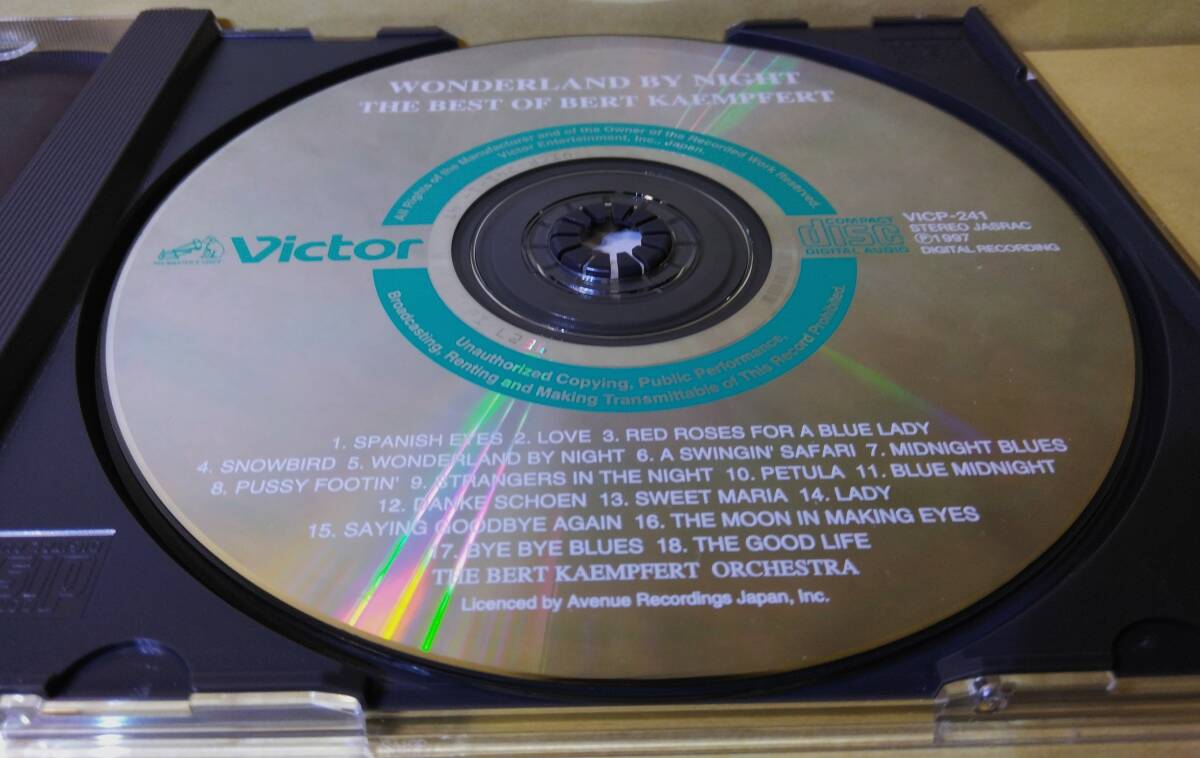 WONDERLAND BY NIGHT
THE BEST OF BERT KAEMPFERT
All Rights of the Manufacturer and of the Owner of the Recorded Work Reserved.
Victor Entertainment, Inc., Japan.
HIS MASTER'S VOICE
Victor
COMPACT
disc
DIGITAL AUDIO
VICP-241
STEREO JASRAC
Ⓟ1997
DIGITAL RECORDING
Unauthorized Copying, Public Performance,
Broadcasting, Renting and Making Transmittable of This Record Prohibited.
1. SPANISH EYES 2. LOVE 3. RED ROSES FOR A BLUE LADY
4. SNOWBIRD 5. WONDERLAND BY NIGHT 6. A SWINGIN' SAFARI 7. MIDNIGHT BLUES
8. PUSSY FOOTIN' 9. STRANGERS IN THE NIGHT 10. PETULA 11. BLUE MIDNIGHT
12. DANKE SCHOEN 13. SWEET MARIA 14. LADY
15. SAYING GOODBYE AGAIN 16. THE MOON IN MAKING EYES
17. BYE BYE BLUES 18. THE GOOD LIFE
THE BERT KAEMPFERT ORCHESTRA
Licenced by Avenue Recordings Japan, Inc.